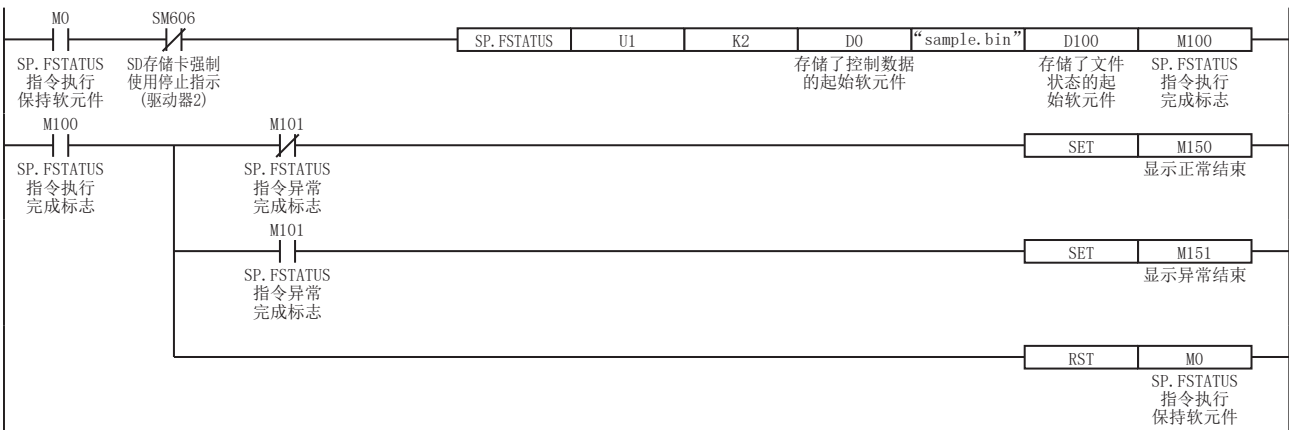 M0 SM606
SP.FSTATUS U1 K2 D0 “sample.bin” D100 M100
SP.FSTATUS SD存储卡强制 存储了控制数据 存储了文件 SP.FSTATUS
指令执行 使用停止指示 的起始软元件 状态的起 指令执行
保持软元件 (驱动器2) 始软元件 完成标志
M100 M101
SET M150
SP.FSTATUS SP.FSTATUS 显示正常结束
指令执行 指令异常
完成标志 完成标志
M101
SET M151
SP.FSTATUS 显示异常结束
指令异常
完成标志
RST M0
SP.FSTATUS
指令执行
保持软元件